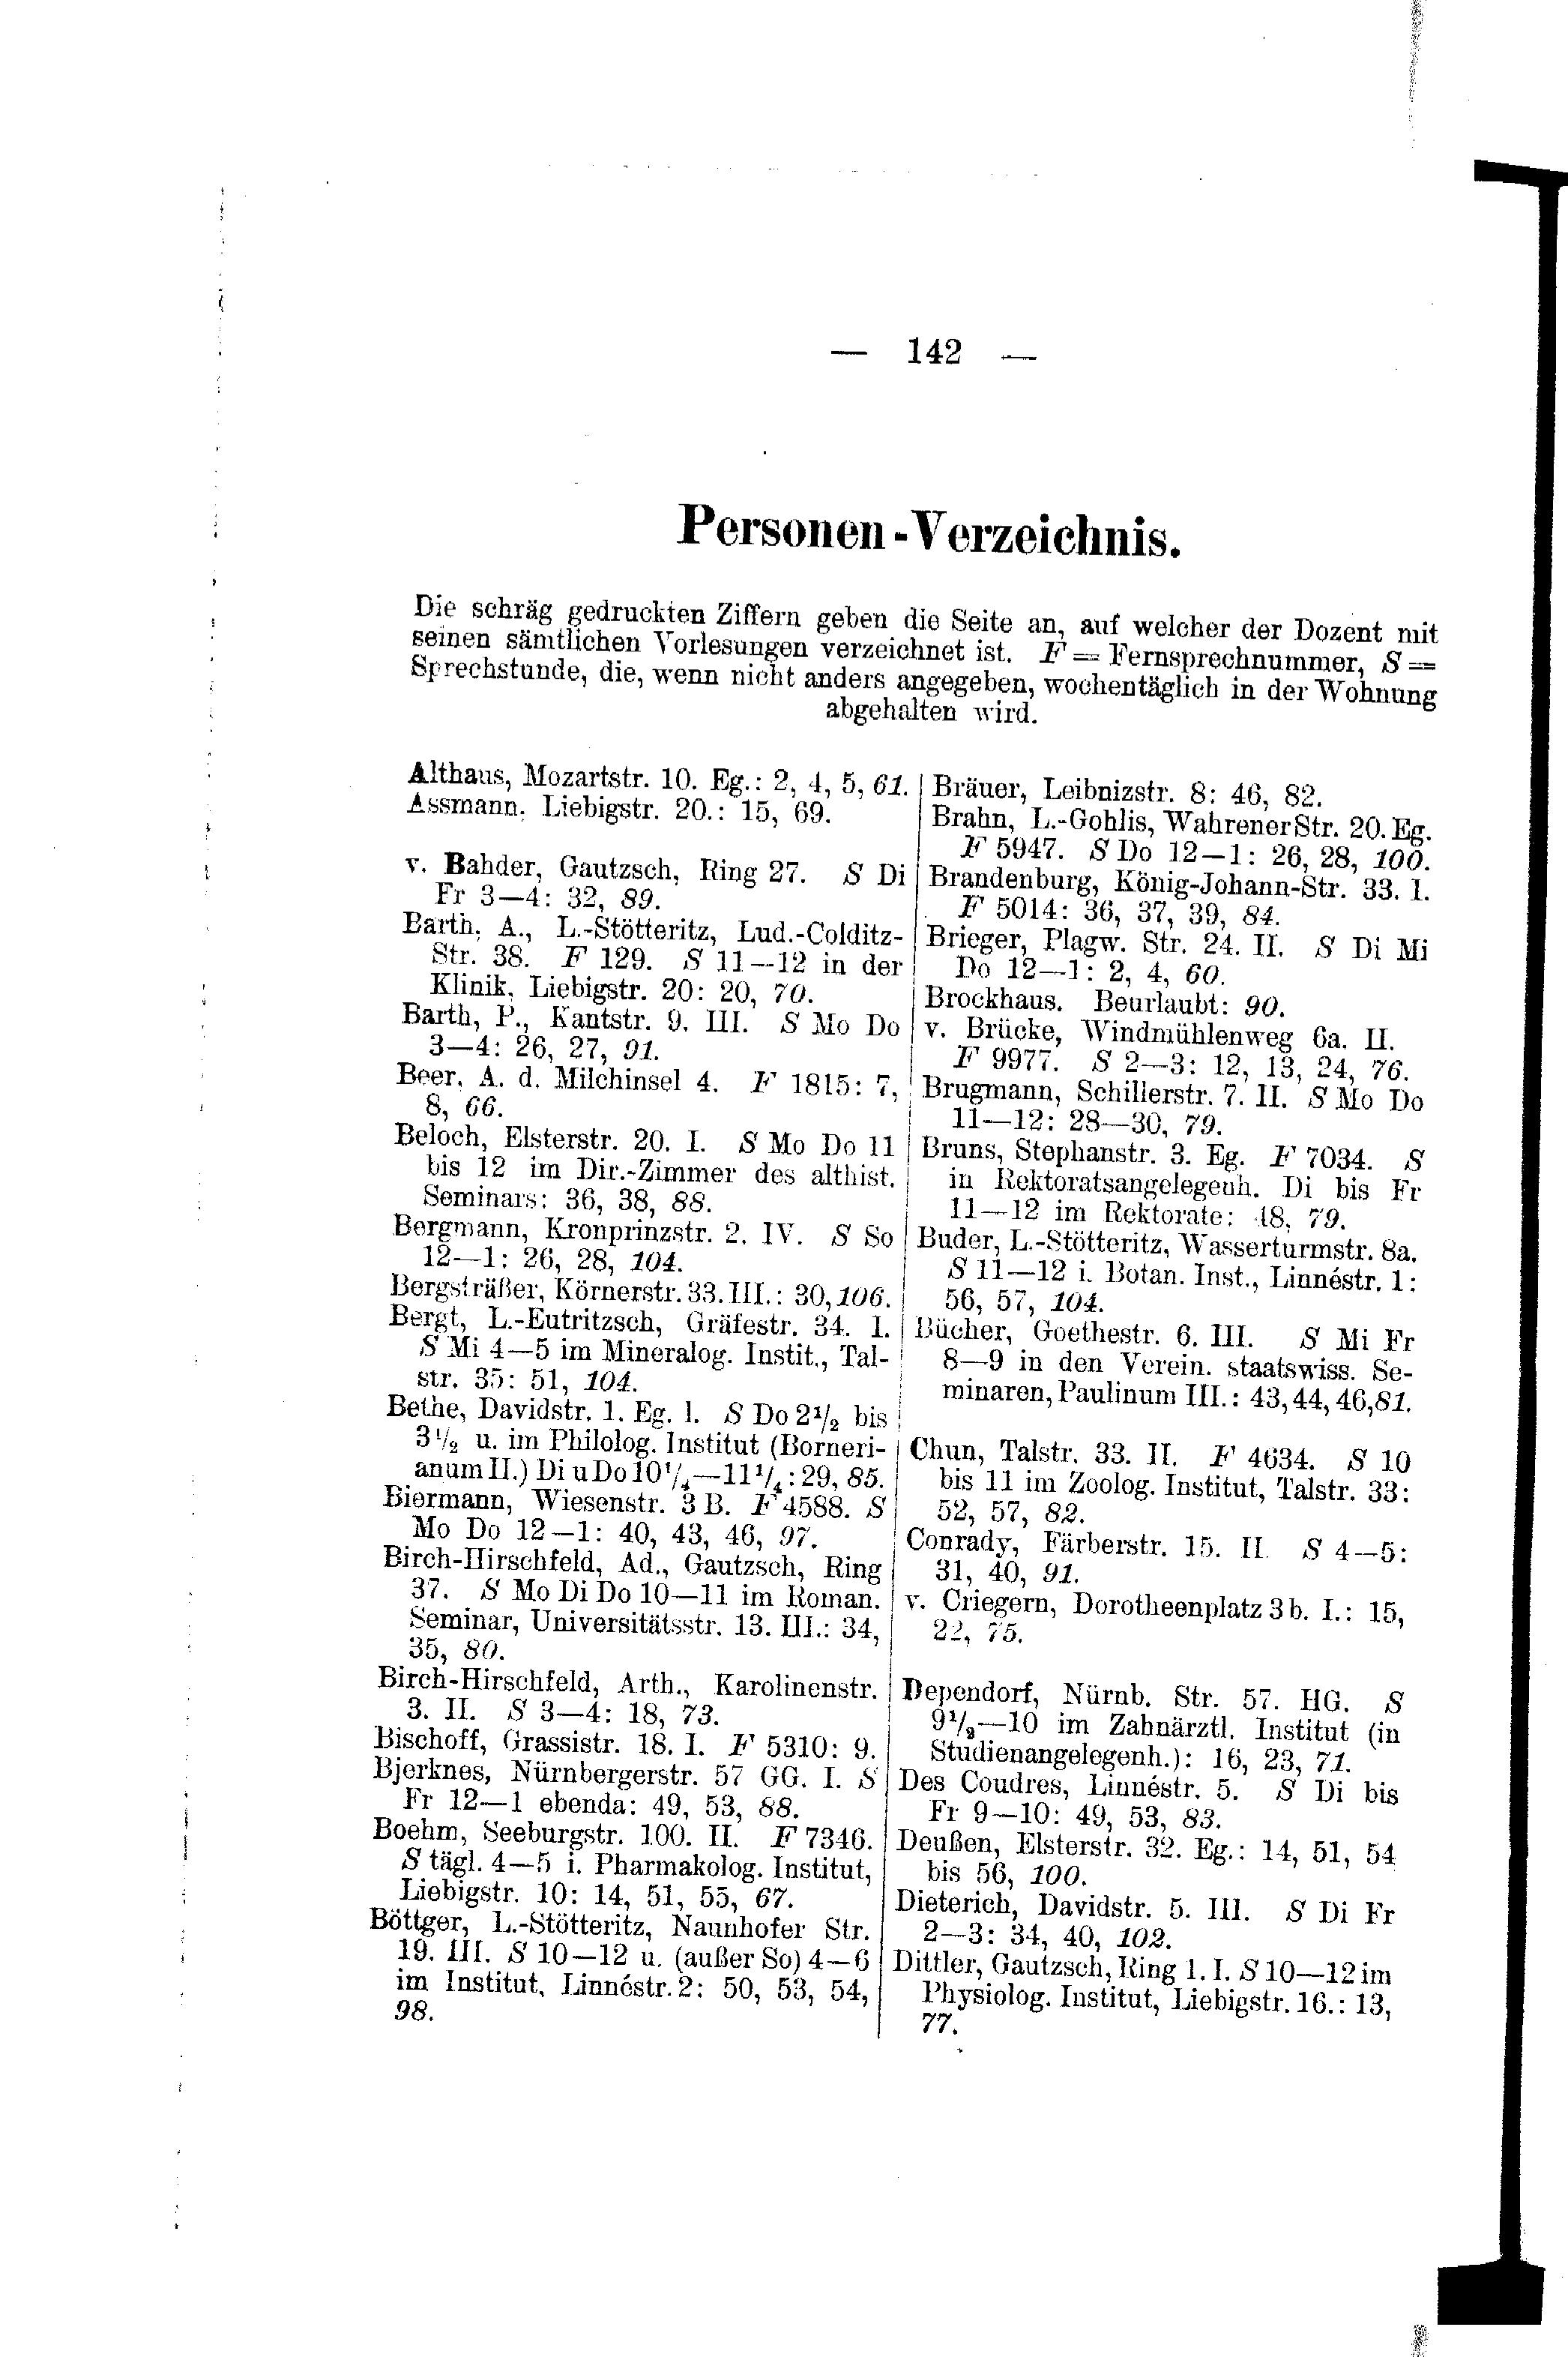 — 142 —
Personen-Verzeichnis.
Die schräg gedruckten Ziffern geben die Seite an, auf welcher der Dozent mit
seinen sämtlichen Vorlesungen verzeichnet ist. F = Fernsprechnummer, S =
Sprechstunde, die, wenn nicht anders angegeben, wochentäglich in der Wohnung
abgehalten wird.
Althaus, Mozartstr. 10. Eg.: 2, 4, 5, 61.
Assmann, Liebigstr. 20.: 15, 69.
v. Bahder, Gautzsch, Ring 27. S Di
Fr 3—4: 32, 89.
Barth, A., L.-Stötteritz, Lud.-Colditz-
Str. 38. F 129. S 11—12 in der
Klinik, Liebigstr. 20: 20, 70.
Barth, P., Kantstr. 9. III. S Mo Do
3—4: 26, 27, 91.
Beer, A. d. Milchinsel 4. F 1815: 7,
8, 66.
Beloch, Elsterstr. 20. I. S Mo Do 11
bis 12 im Dir.-Zimmer des althist.
Seminars: 36, 38, 88.
Bergmann, Kronprinzstr. 2. IV. S So
12—1: 26, 28, 104.
Bergsträßer, Körnerstr. 33. III.: 30, 106.
Bergt, L.-Eutritzsch, Gräfestr. 34. I.
S Mi 4—5 im Mineralog. Instit., Tal-
str. 35: 51, 104.
Bethe, Davidstr. 1. Eg. l. S Do 2½ bis
3½ u. im Philolog. Institut (Borneri-
anum II.) Di u Do 10¼—11¼: 29, 85.
Biermann, Wiesenstr. 3 B. F 4588. S
Mo Do 12—1: 40, 43, 46, 97.
Birch-Hirschfeld, Ad., Gautzsch, Ring
37. S Mo Di Do 10—11 im Roman.
Seminar, Universitätsstr. 13. III.: 34,
35, 80.
Birch-Hirschfeld, Arth., Karolinenstr.
3. II. S 3—4: 18, 73.
Bischoff, Grassistr. 18. I. F 5310: 9.
Bjerknes, Nürnbergerstr. 57 GG. I. S
Fr 12—1 ebenda: 49, 53, 88.
Boehm, Seeburgstr. 100. II. F 7346.
S tägl. 4—5 i. Pharmakolog. Institut,
Liebigstr. 10: 14, 51, 55, 67.
Böttger, L.-Stötteritz, Naunhofer Str.
19. III. S 10—12 u. (außer So) 4—6
im Institut, Linnéstr. 2: 50, 53, 54,
98.
Bräuer, Leibnizstr. 8: 46, 82.
Brahn, L.-Gohlis, Wahrener Str. 20. Eg.
F 5947. S Do 12—1: 26, 28, 100.
Brandenburg, König-Johann-Str. 33. I.
F 5014: 36, 37, 39, 84.
Brieger, Plagw. Str. 24. II. S Di Mi
Do 12—1: 2, 4, 60.
Brockhaus. Beurlaubt: 90.
v. Brücke, Windmühlenweg 6a. II.
F 9977. S 2—3: 12, 13, 24, 76.
Brugmann, Schillerstr. 7. II. S Mo Do
11—12: 28—30, 79.
Bruns, Stephanstr. 3. Eg. F 7034. S
in Rektoratsangelegenh. Di bis Fr
11—12 im Rektorate: 48, 79.
Buder, L.-Stötteritz, Wasserturmstr. 8a.
S 11—12 i. Botan. Inst., Linnéstr. 1:
56, 57, 104.
Bücher, Goethestr. 6. III. S Mi Fr
8—9 in den Verein. staatswiss. Se-
minaren, Paulinum III.: 43, 44, 46, 81.
Chun, Talstr. 33. II. F 4634. S 10
bis 11 im Zoolog. Institut, Talstr. 33:
52, 57, 82.
Conrady, Färberstr. 15. II. S 4—5:
31, 40, 91.
v. Criegern, Dorotheenplatz 3b. I.: 15,
22, 75.
Dependorf, Nürnb. Str. 57. HG. S
9½—10 im Zahnärztl. Institut (in
Studienangelegenh.): 16, 23, 71.
Des Coudres, Linnéstr. 5. S Di bis
Fr 9—10: 49, 53, 83.
Deußen, Elsterstr. 32. Eg.: 14, 51, 54
bis 56, 100.
Dieterich, Davidstr. 5. III. S Di Fr
2—3: 34, 40, 102.
Dittler, Gautzsch, Ring 1. I. S 10—12 im
Physiolog. Institut, Liebigstr. 16.: 13,
77.